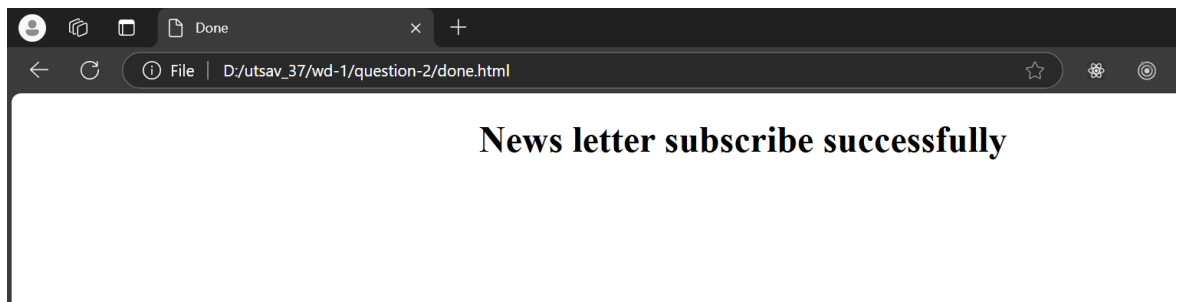 Done
File D:/utsav_37/wd-1/question-2/done.html
News letter subscribe successfully